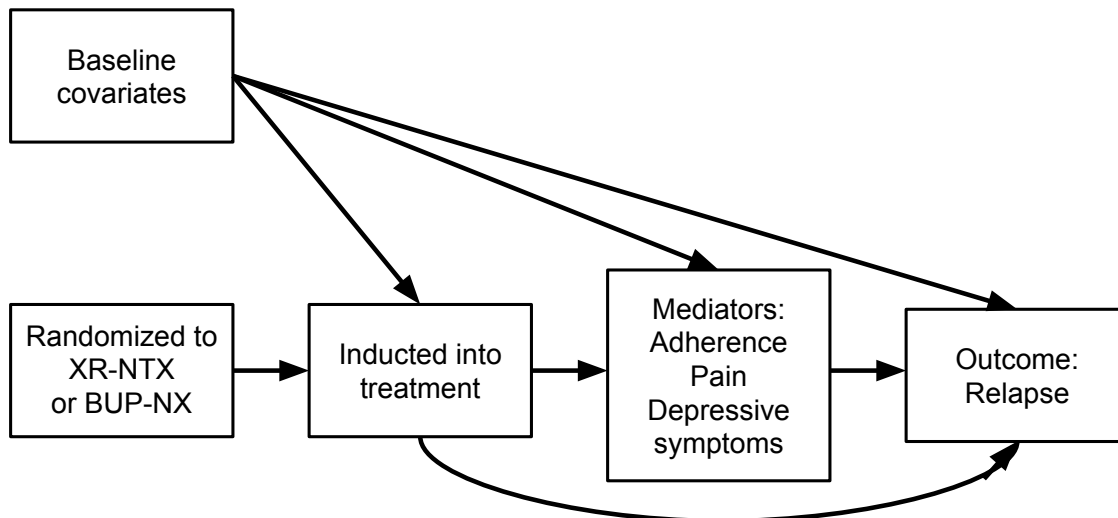 Baseline
covariates
Randomized to
XR-NTX
or BUP-NX
Inducted into
treatment
Mediators:
Adherence
Pain
Depressive
symptoms
Outcome:
Relapse